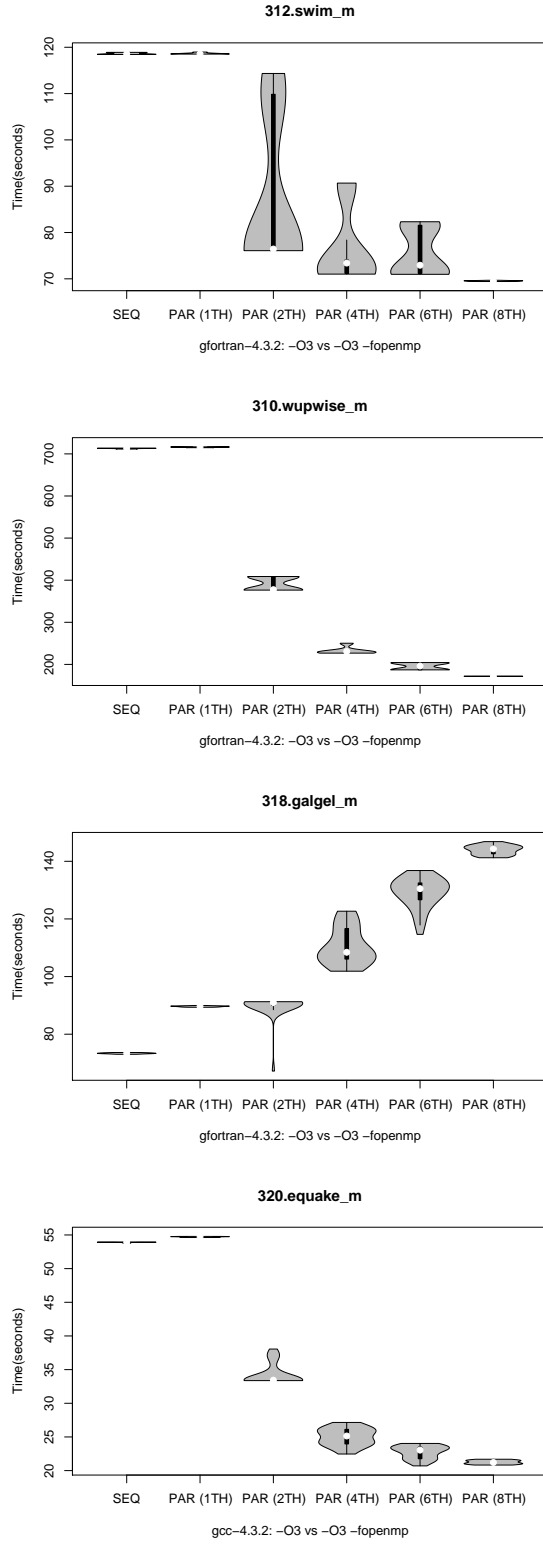 312.swim_m
120
110
100
90
80
70
Time(seconds)
SEQ PAR (1TH) PAR (2TH) PAR (4TH) PAR (6TH) PAR (8TH)
gfortran−4.3.2: −O3 vs −O3 −fopenmp
310.wupwise_m
700
600
500
400
300
200
Time(seconds)
SEQ PAR (1TH) PAR (2TH) PAR (4TH) PAR (6TH) PAR (8TH)
gfortran−4.3.2: −O3 vs −O3 −fopenmp
318.galgel_m
140
120
100
80
Time(seconds)
SEQ PAR (1TH) PAR (2TH) PAR (4TH) PAR (6TH) PAR (8TH)
gfortran−4.3.2: −O3 vs −O3 −fopenmp
320.equake_m
55
50
45
40
35
30
25
20
Time(seconds)
SEQ PAR (1TH) PAR (2TH) PAR (4TH) PAR (6TH) PAR (8TH)
gcc−4.3.2: −O3 vs −O3 −fopenmp